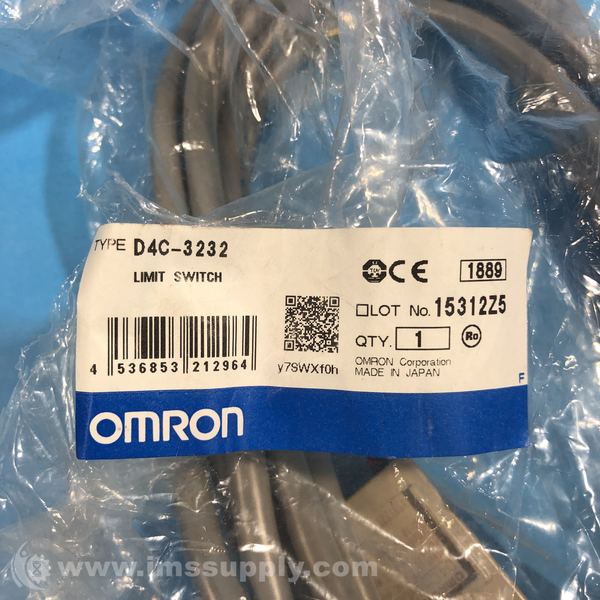 TYPE D4C-3232
LIMIT SWITCH
CE
1889
LOT No. 15312Z5
QTY. 1
Ro
OMRON Corporation
MADE IN JAPAN
4 536853 212964
y7SWXf0h
F
OMRON
www.imssupply.com